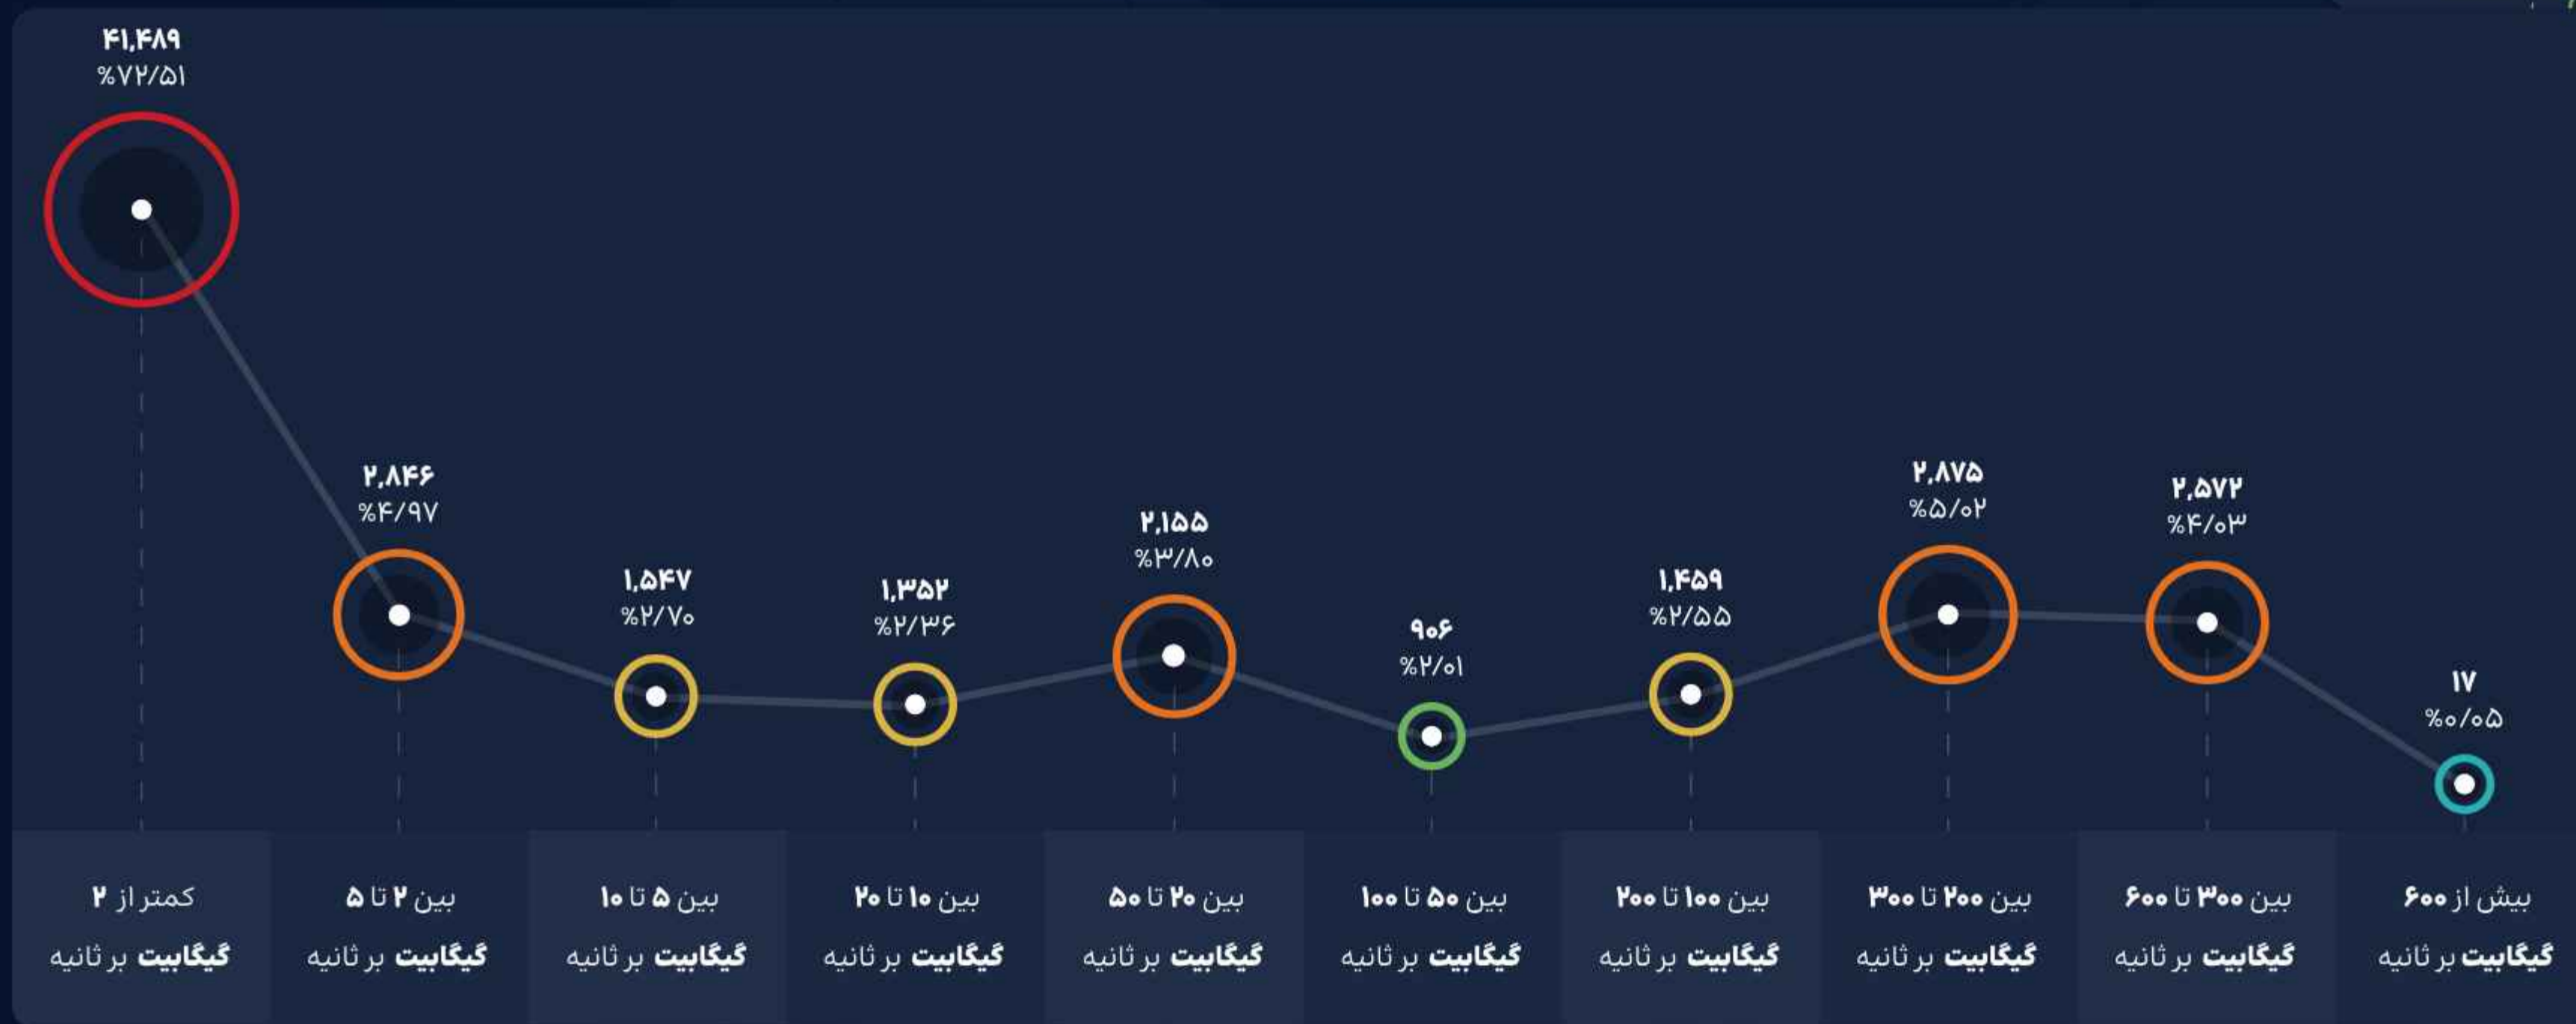 ۴۱,۴۸۹
%۷۲/۵۱
۲,۸۴۶
%۴/۹۷
۱,۵۴۷
%۲/۷۰
۱,۳۵۲
%۲/۳۶
۲,۱۵۵
%۳/۸۰
۹۰۶
%۲/۰۱
۱,۴۵۹
%۲/۵۵
۲,۸۷۵
%۵/۰۲
۲,۵۷۲
%۴/۰۳
۱۷
%۰/۰۵
کمتر از ۲
گیگابیت بر ثانیه
بین ۲ تا ۵
گیگابیت بر ثانیه
بین ۵ تا ۱۰
گیگابیت بر ثانیه
بین ۱۰ تا ۲۰
گیگابیت بر ثانیه
بین ۲۰ تا ۵۰
گیگابیت بر ثانیه
بین ۵۰ تا ۱۰۰
گیگابیت بر ثانیه
بین ۱۰۰ تا ۲۰۰
گیگابیت بر ثانیه
بین ۲۰۰ تا ۳۰۰
گیگابیت بر ثانیه
بین ۳۰۰ تا ۶۰۰
گیگابیت بر ثانیه
بیش از ۶۰۰
گیگابیت بر ثانیه